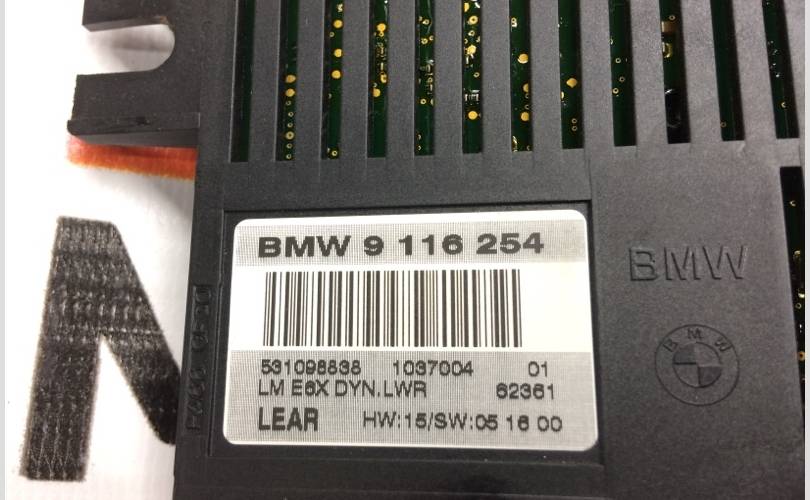 BMW 9 116 254
531098838 1037004 01
LM E6X DYN.LWR 62361
LEAR HW:15/SW:05 16 00
BMW
BMW
N